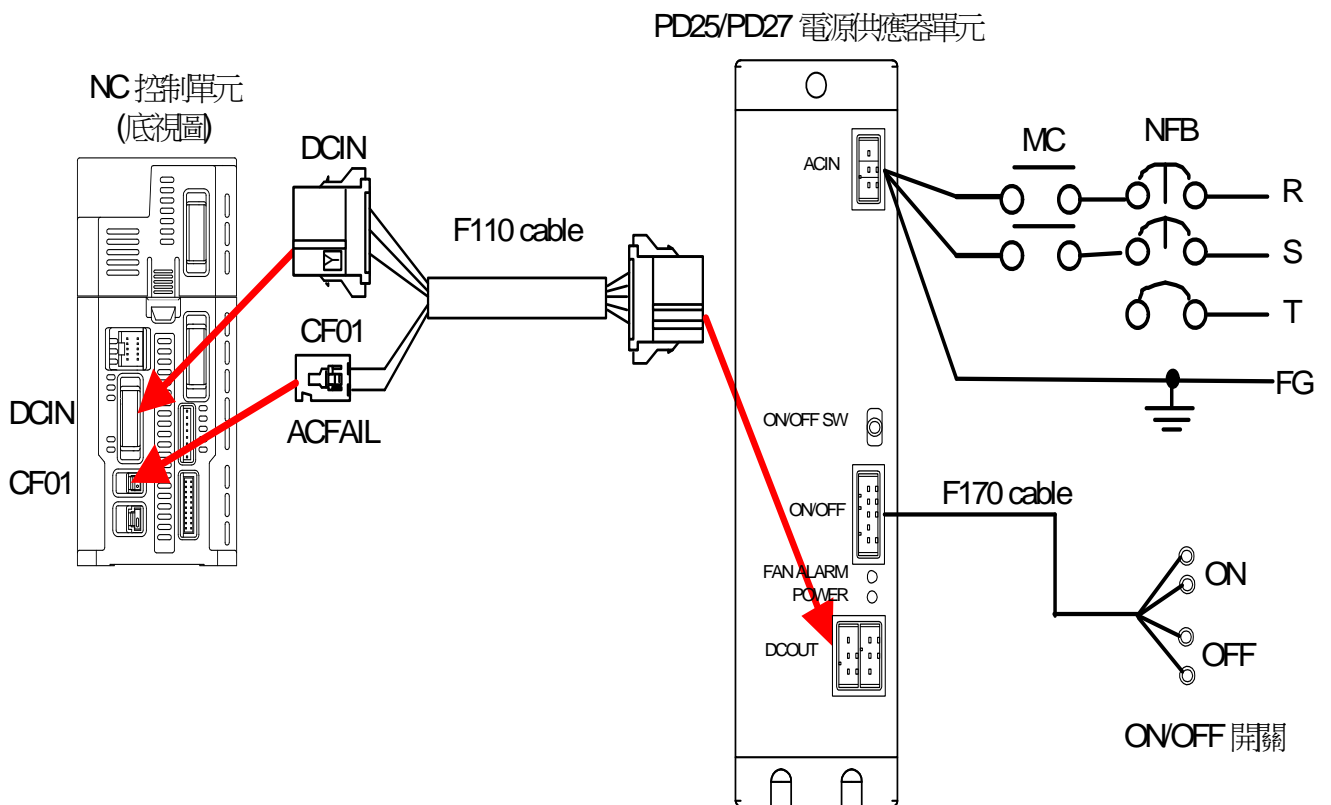 PD25/PD27 電源供應器單元
NC 控制單元
(底視圖)
DCIN
F110 cable
CF01
ACFAIL
DCIN
CF01
ACIN
MC
NFB
R
S
T
FG
ON/OFF SW
ON/OFF
F170 cable
FAN ALARM
POWER
DCOUT
ON
OFF
ON/OFF 開關
Y